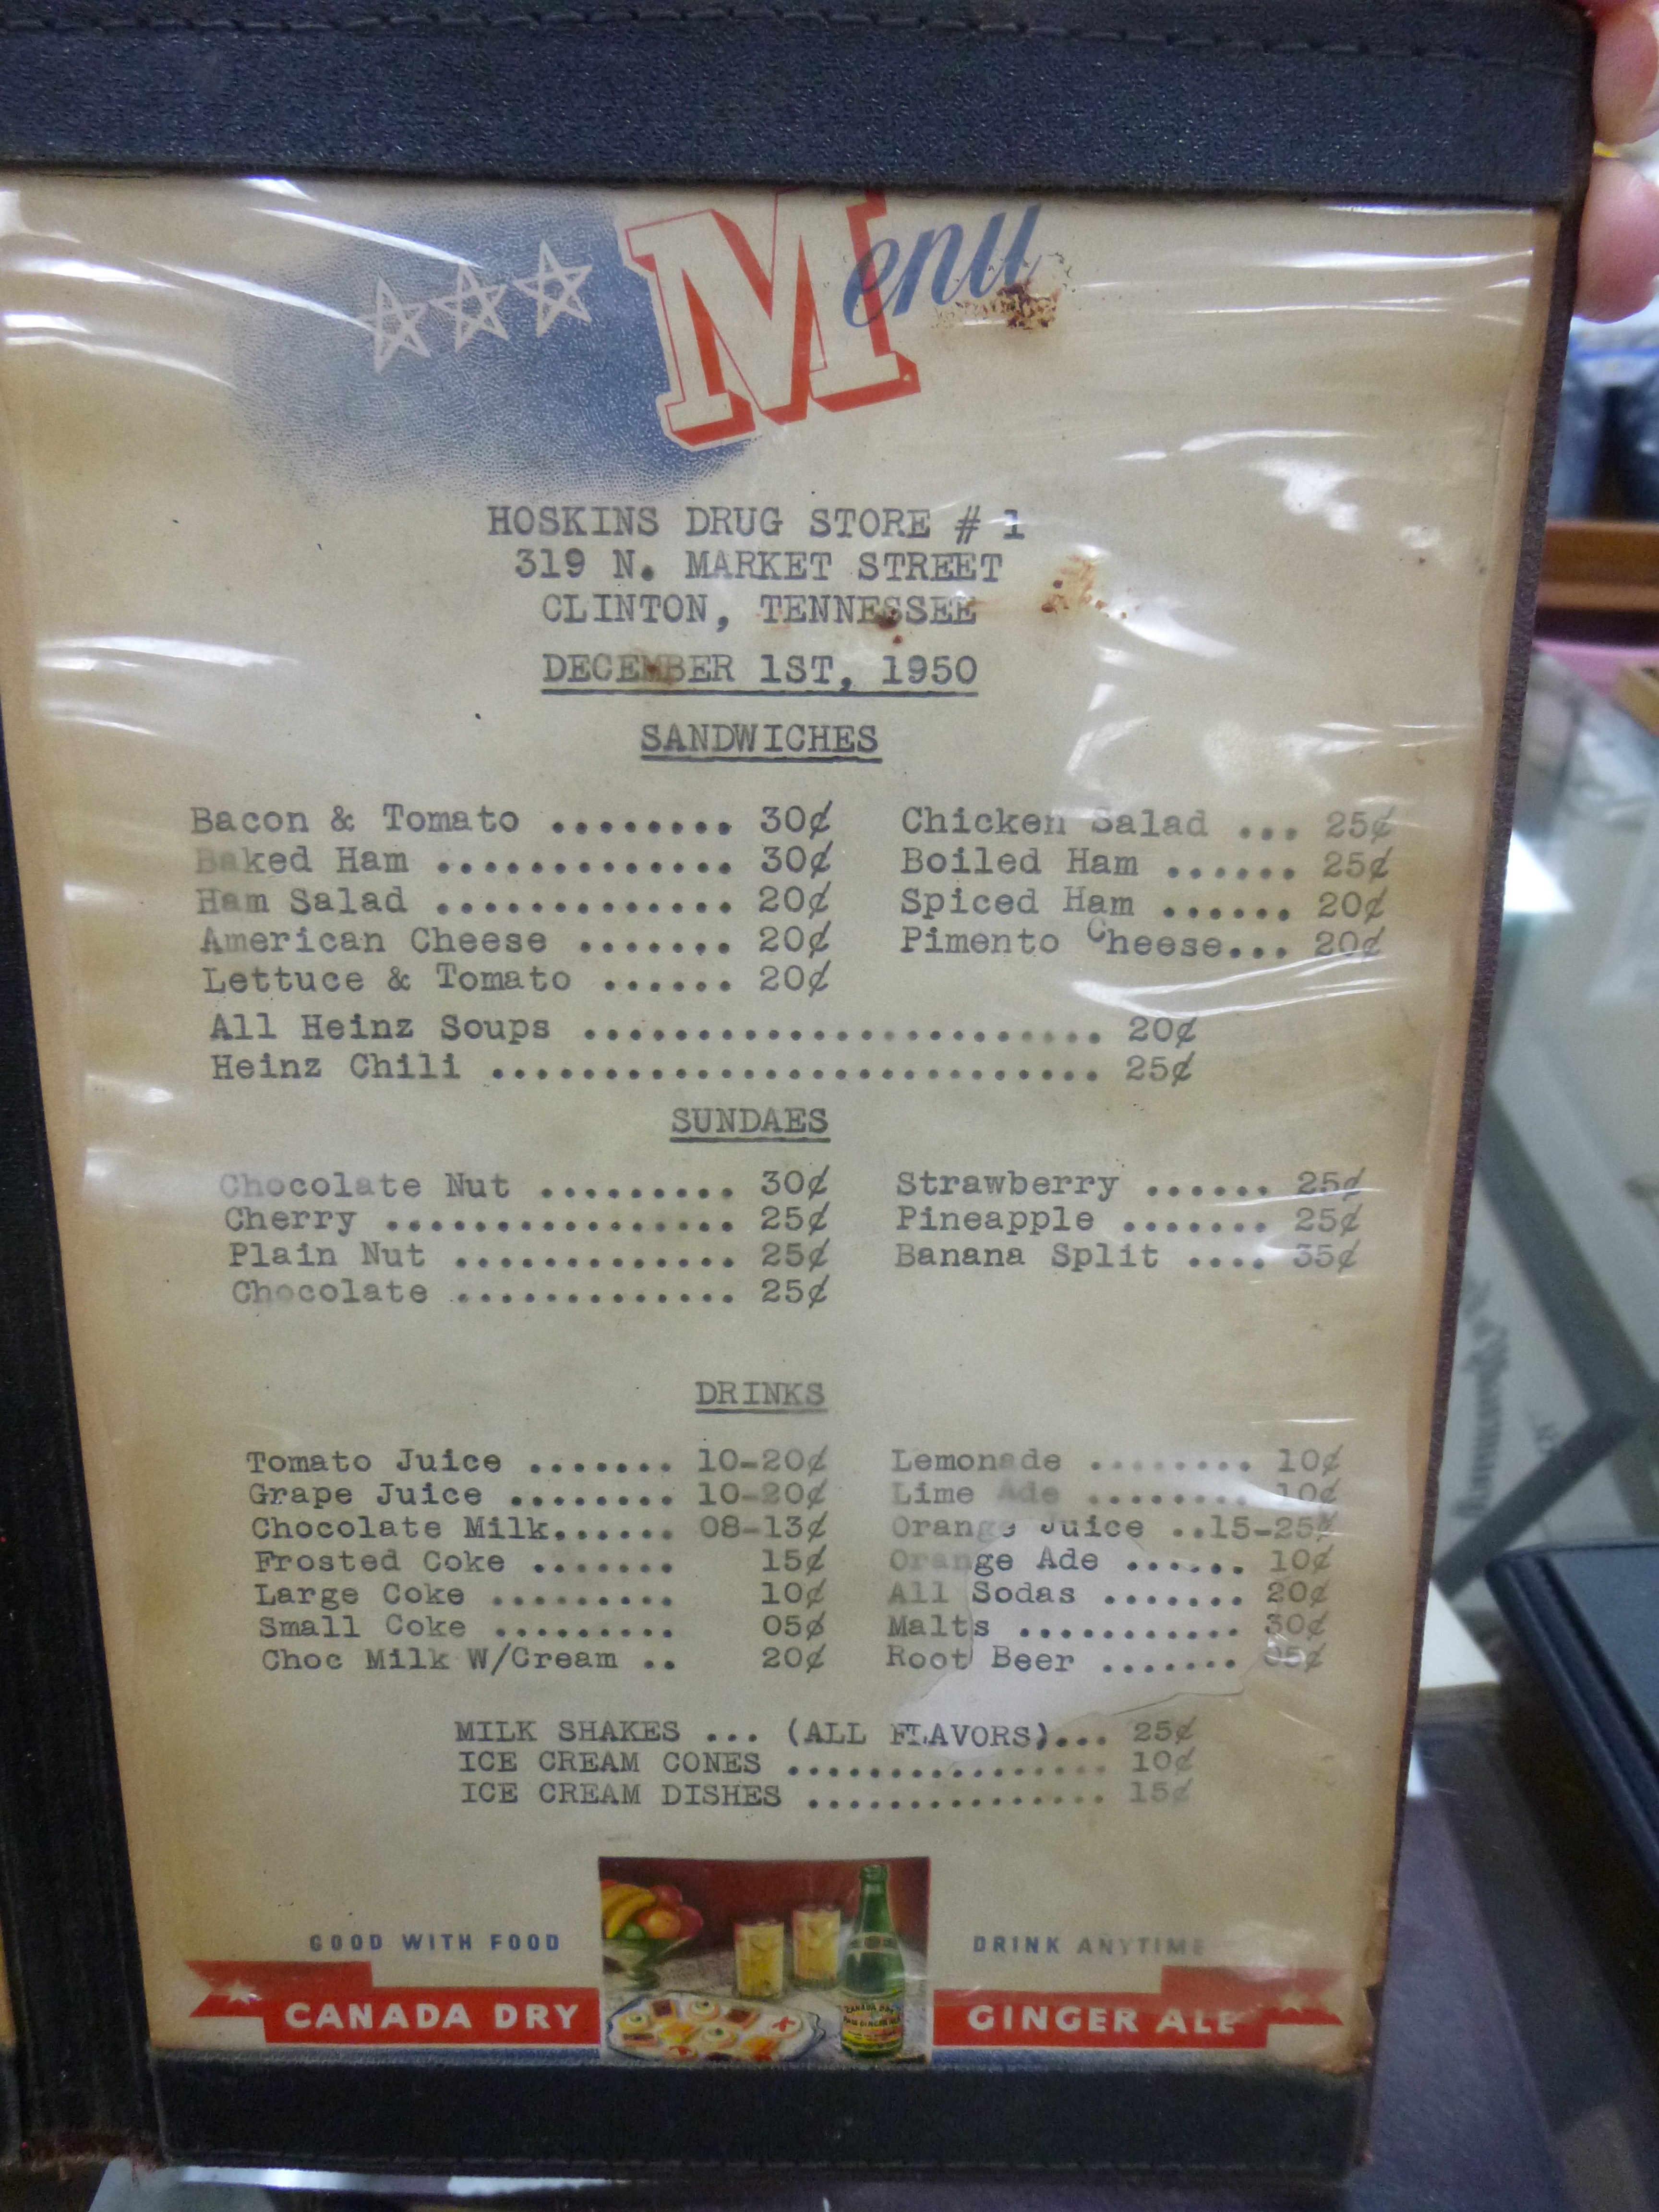 Menu
HOSKINS DRUG STORE # 1
319 N. MARKET STREET
CLINTON, TENNESSEE
DECEMBER 1ST, 1950
SANDWICHES
Bacon & Tomato ........ 30¢ Chicken Salad ... 25¢
Baked Ham ............. 30¢ Boiled Ham ...... 25¢
Ham Salad ............. 20¢ Spiced Ham ...... 20¢
American Cheese ....... 20¢ Pimento Cheese... 20¢
Lettuce & Tomato ...... 20¢
All Heinz Soups ....................... 20¢
Heinz Chili ........................... 25¢
SUNDAES
Chocolate Nut ......... 30¢ Strawberry ...... 25¢
Cherry ................ 25¢ Pineapple ....... 25¢
Plain Nut ............. 25¢ Banana Split .... 35¢
Chocolate ............. 25¢
DRINKS
Tomato Juice ....... 10-20¢ Lemonade ........ 10¢
Grape Juice ........ 10-20¢ Lime Ade ........ 10¢
Chocolate Milk...... 08-13¢ Orange Juice ..15-25¢
Frosted Coke ....... 15¢ Orange Ade ...... 10¢
Large Coke ......... 10¢ All Sodas ....... 20¢
Small Coke ......... 05¢ Malts ........... 30¢
Choc Milk W/Cream .. 20¢ Root Beer ....... 05¢
MILK SHAKES ... (ALL FLAVORS)... 25¢
ICE CREAM CONES ................ 10¢
ICE CREAM DISHES ............... 15¢
GOOD WITH FOOD DRINK ANYTIME
CANADA DRY GINGER ALE
CANADA DRY